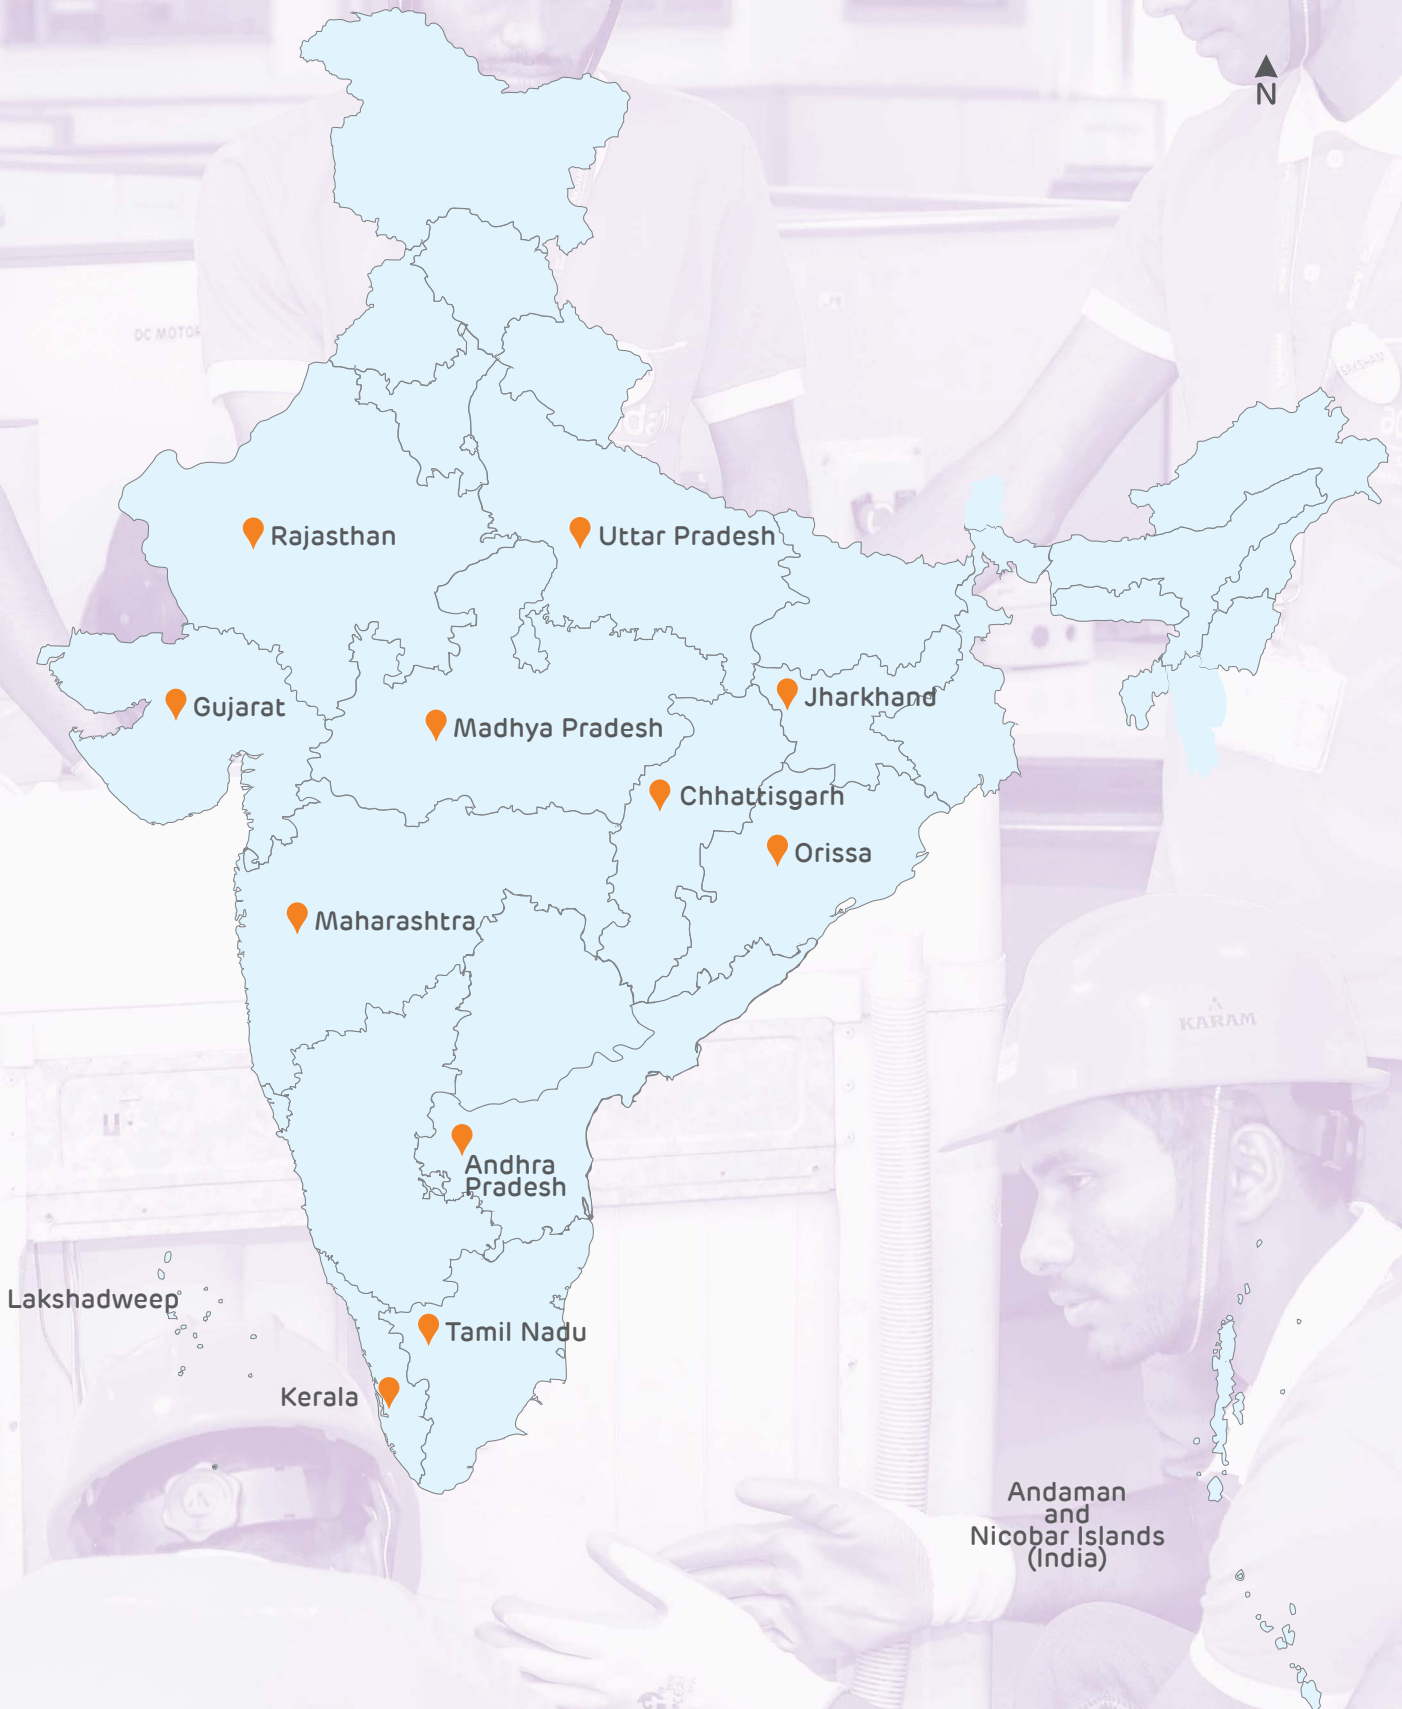 N
DC MOTOR
SAKSHAM
Rajasthan
Uttar Pradesh
Gujarat
Jharkhand
Madhya Pradesh
Chhattisgarh
Orissa
Maharashtra
KARAM
Andhra
Pradesh
Lakshadweep
Tamil Nadu
Kerala
Andaman
and
Nicobar Islands
(India)